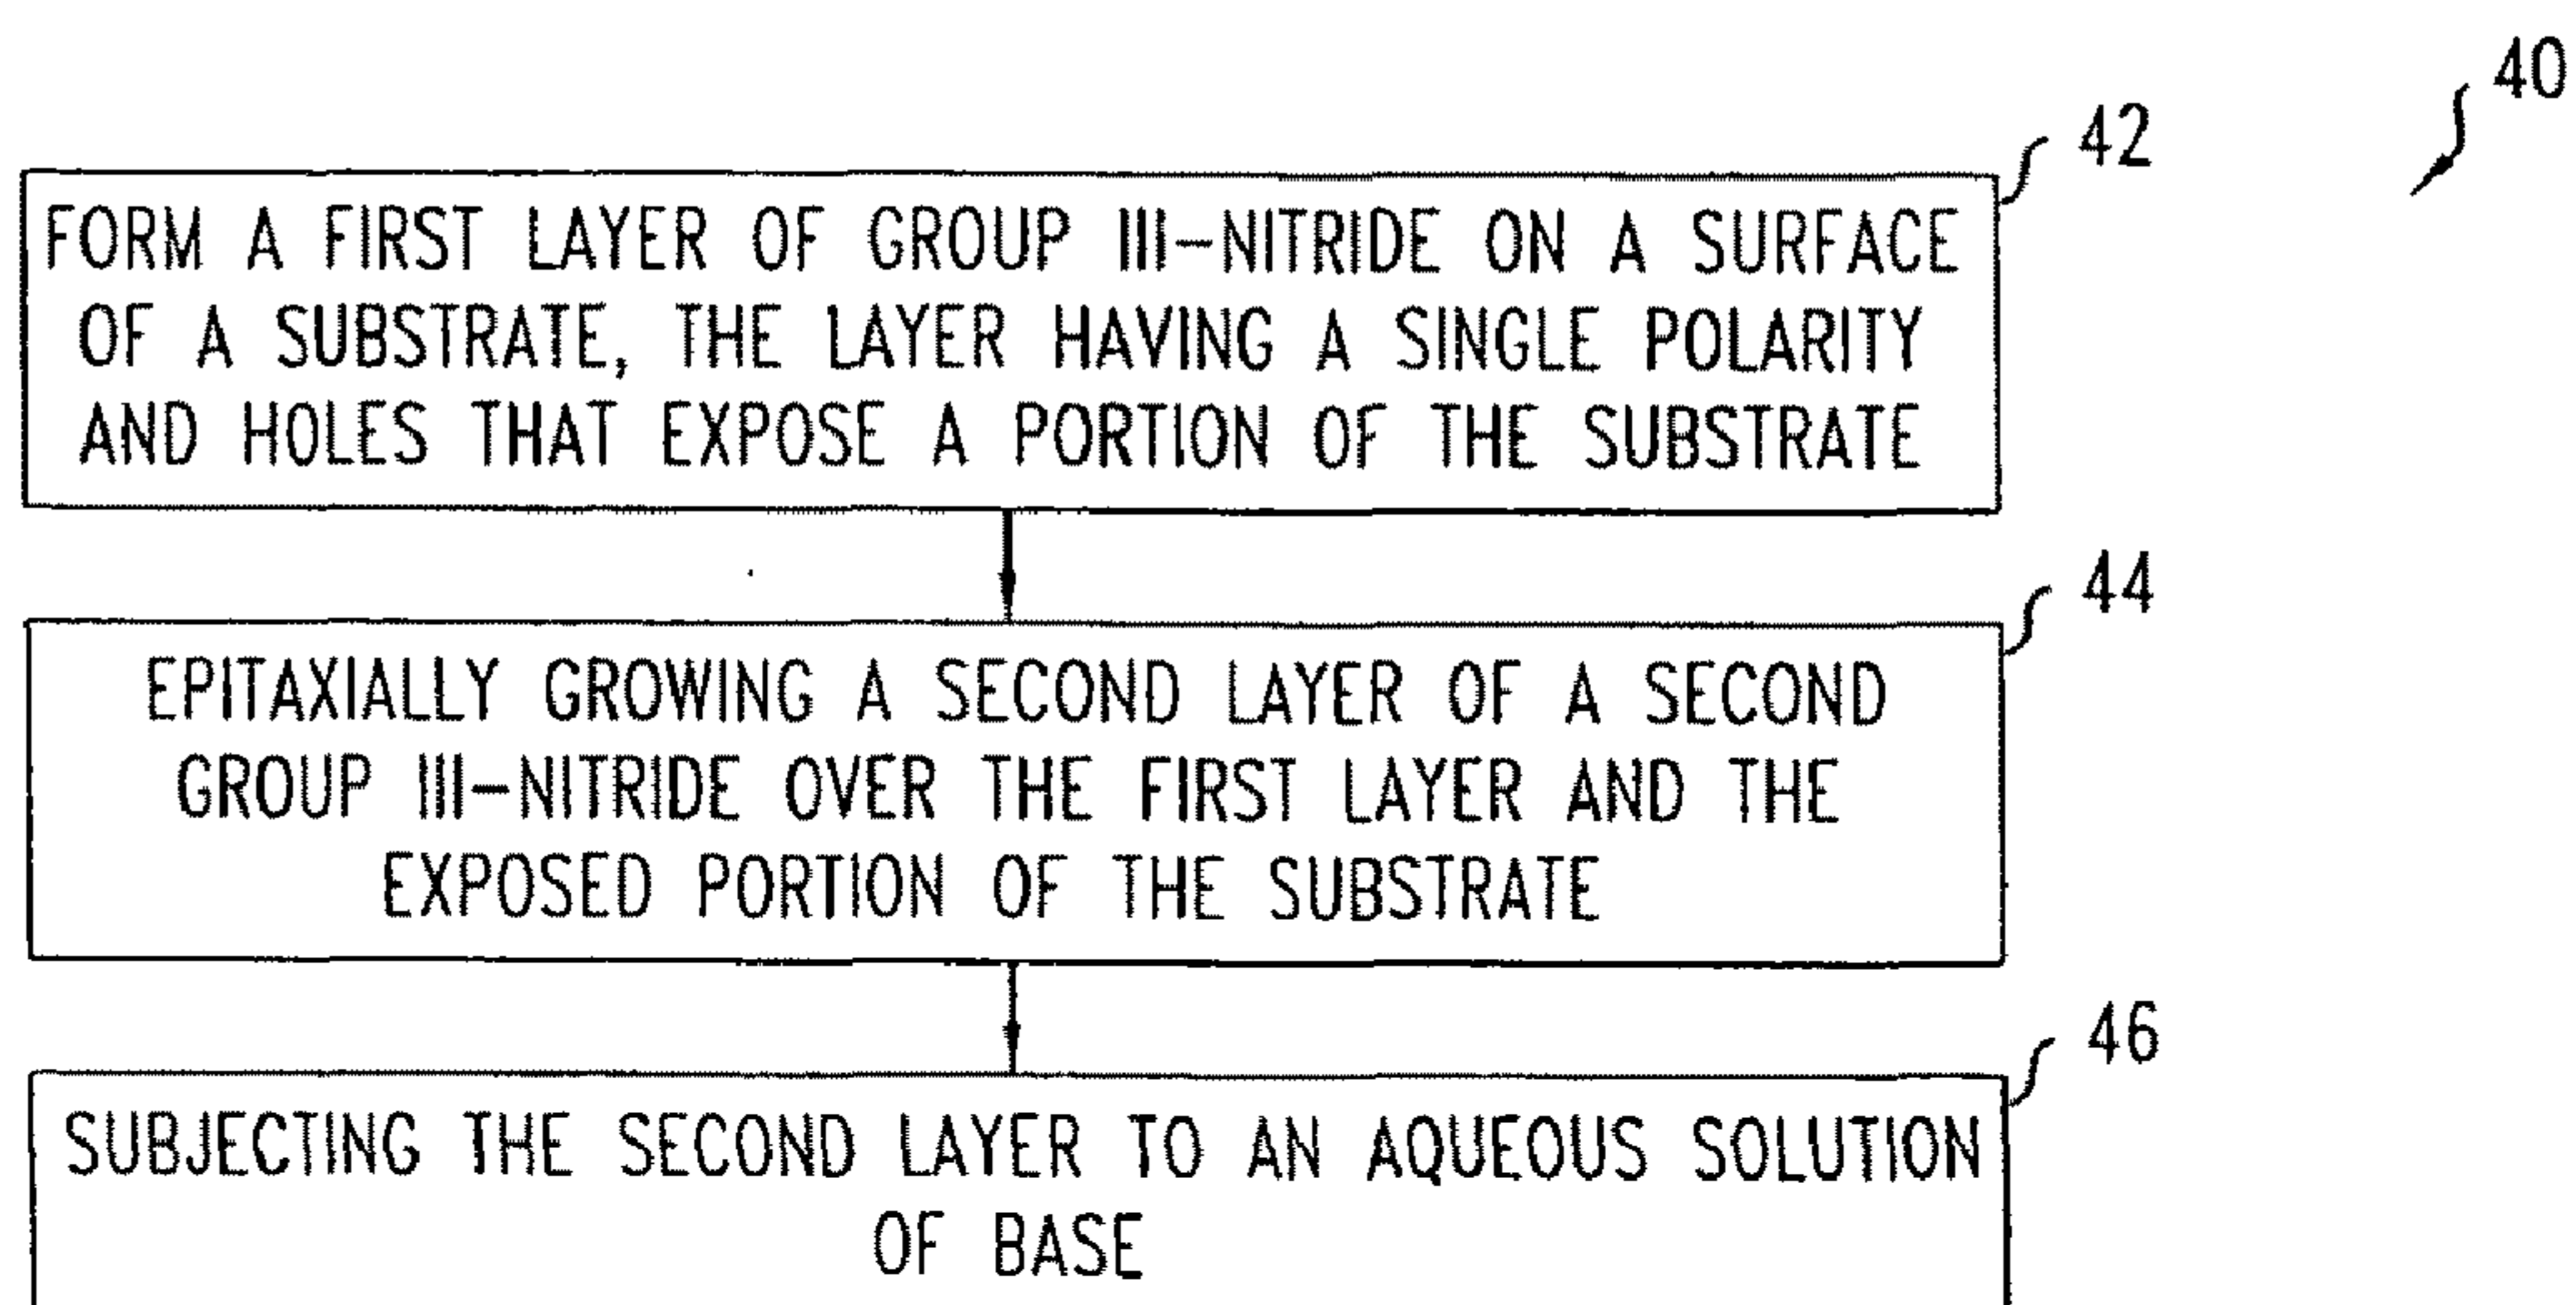 40
42
FORM A FIRST LAYER OF GROUP III-NITRIDE ON A SURFACE
OF A SUBSTRATE, THE LAYER HAVING A SINGLE POLARITY
AND HOLES THAT EXPOSE A PORTION OF THE SUBSTRATE
44
EPITAXIALLY GROWING A SECOND LAYER OF A SECOND
GROUP III-NITRIDE OVER THE FIRST LAYER AND THE
EXPOSED PORTION OF THE SUBSTRATE
46
SUBJECTING THE SECOND LAYER TO AN AQUEOUS SOLUTION
OF BASE